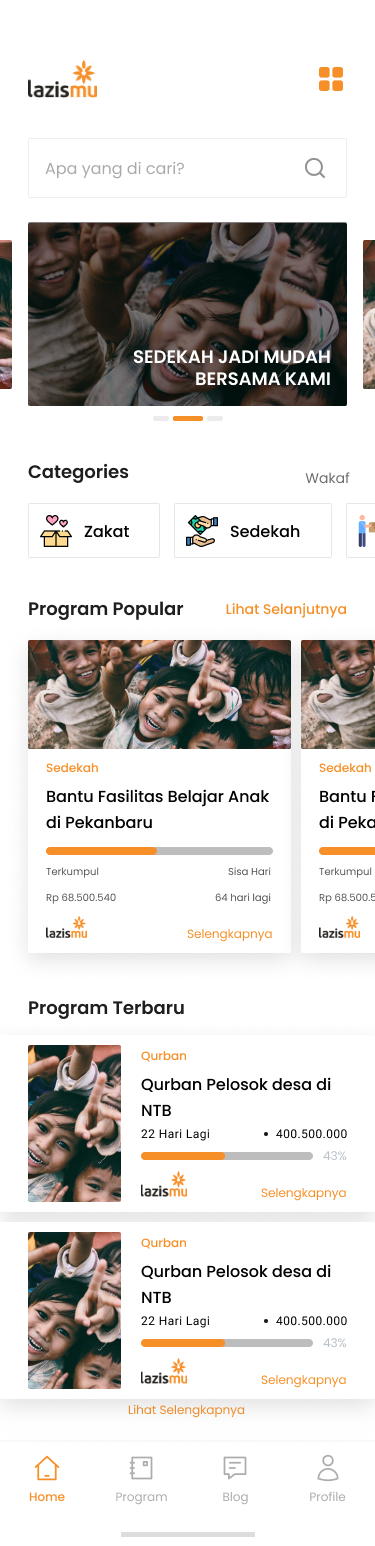 lazismu
Apa yang di cari?
SEDEKAH JADI MUDAH
BERSAMA KAMI
Categories
Wakaf
Zakat
Sedekah
Program Popular
Lihat Selanjutnya
Sedekah
Bantu Fasilitas Belajar Anak
di Pekanbaru
Terkumpul
Sisa Hari
Rp 68.500.540
64 hari lagi
lazismu
Selengkapnya
Sedekah
Bantu F
di Peka
Terkumpul
Rp 68.500.5
lazismu
Program Terbaru
Qurban
Qurban Pelosok desa di
NTB
22 Hari Lagi • 400.500.000
43%
lazismu
Selengkapnya
Qurban
Qurban Pelosok desa di
NTB
22 Hari Lagi • 400.500.000
43%
lazismu
Selengkapnya
Lihat Selengkapnya
Home
Program
Blog
Profile